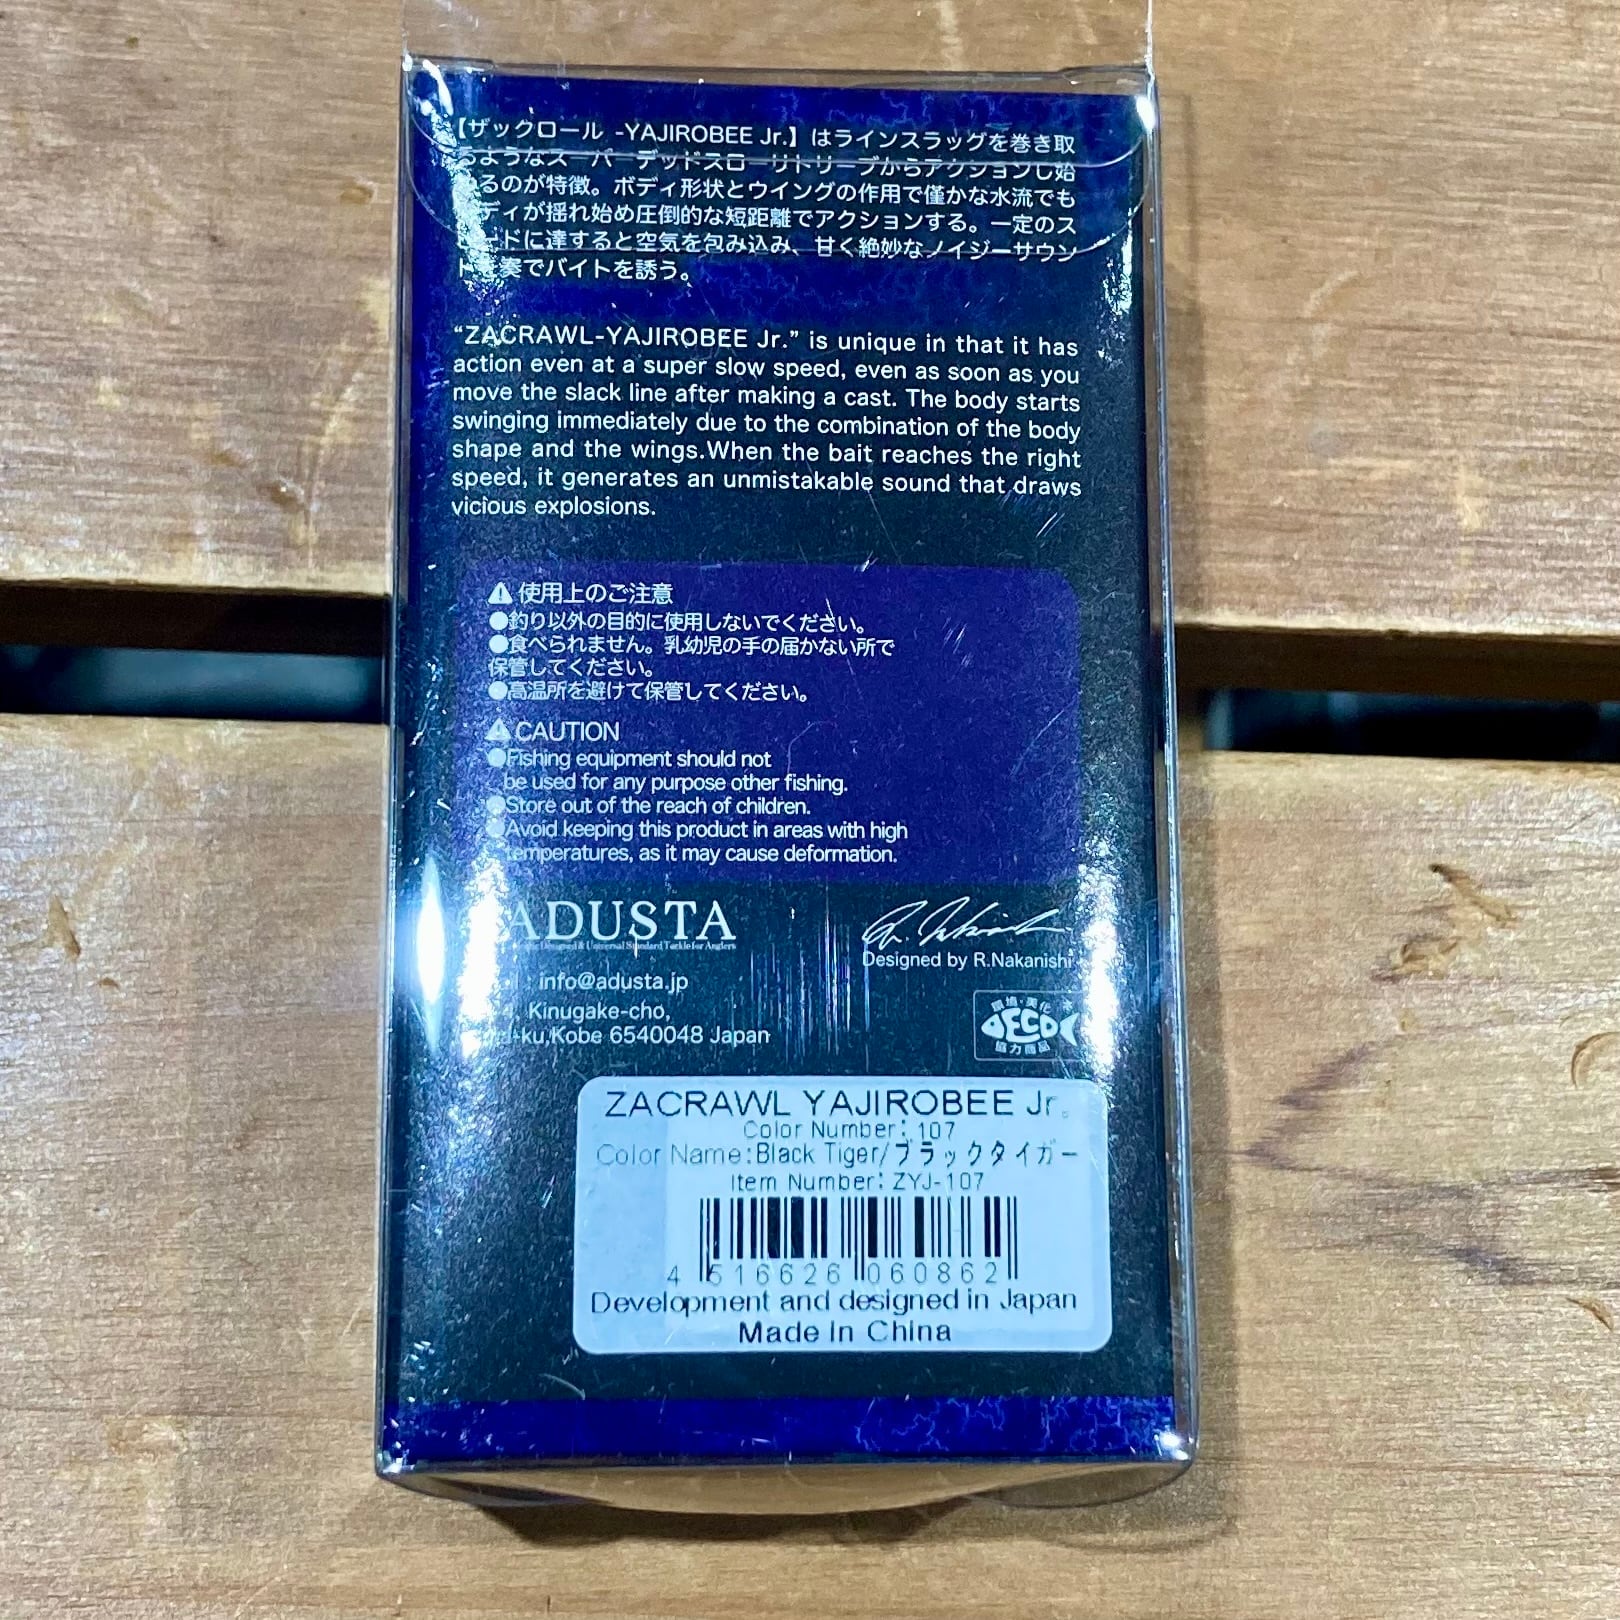 【ザックロール -YAJIROBEE Jr.】はラインスラッグを巻き取
るようなスーパーデッドスローリトリーブからアクションし始
めるのが特徴。ボディ形状とウイングの作用で僅かな水流でも
ボディが揺れ始め圧倒的な短距離でアクションする。一定のス
ピードに達すると空気を包み込み、甘く絶妙なノイジーサウン
ドを奏でバイトを誘う。
“ZACRAWL-YAJIROBEE Jr.” is unique in that it has
action even at a super slow speed, even as soon as you
move the slack line after making a cast. The body starts
swinging immediately due to the combination of the body
shape and the wings.When the bait reaches the right
speed, it generates an unmistakable sound that draws
vicious explosions.
⚠使用上のご注意
●釣り以外の目的に使用しないでください。
●食べられません。乳幼児の手の届かない所で
保管してください。
●高温所を避けて保管してください。
⚠CAUTION
●Fishing equipment should not
be used for any purpose other fishing.
●Store out of the reach of children.
●Avoid keeping this product in areas with high
temperatures, as it may cause deformation.
ADUSTA
Designed & Universal Standard Tackle for Anglers
info@adusta.jp
Kinugake-cho,
-ku,Kobe 6540048 Japan
Designed by R.Nakanishi
環境・美化
DECO
協力商品
ZACRAWL YAJIROBEE Jr.
Color Number: 107
Color Name:Black Tiger/ブラックタイガー
Item Number: ZYJ-107
4 516626 060862
Development and designed in Japan
Made In China